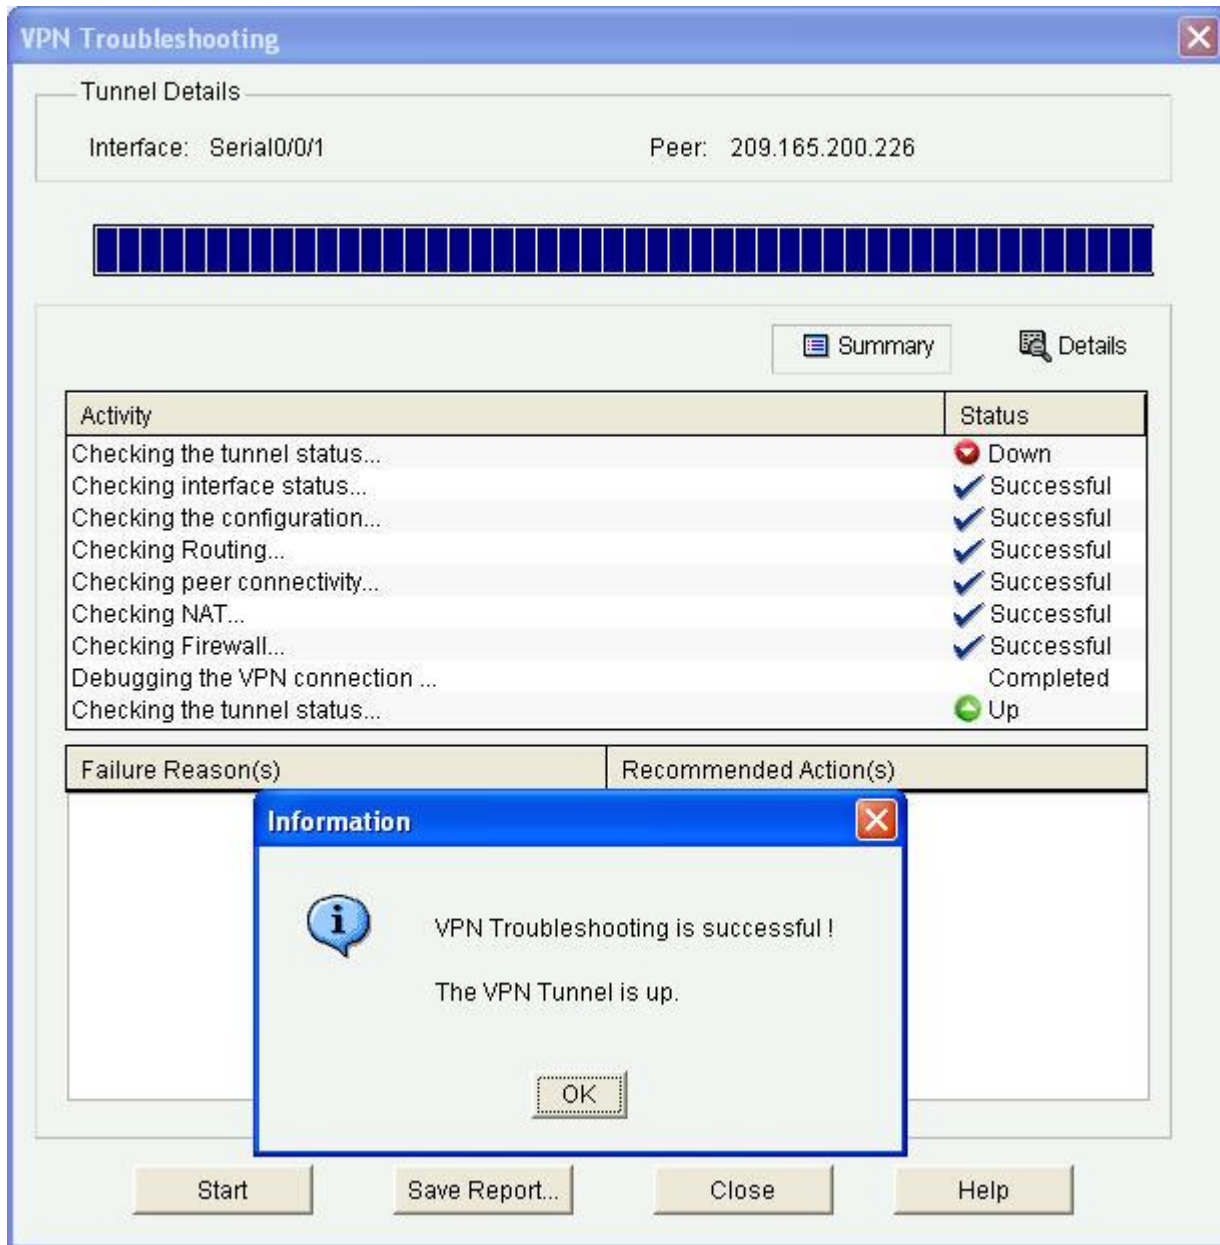 VPN Troubleshooting
Tunnel Details
Interface: Serial0/0/1 Peer: 209.165.200.226
Summary Details
Activity Status
Checking the tunnel status... Down
Checking interface status... Successful
Checking the configuration... Successful
Checking Routing... Successful
Checking peer connectivity... Successful
Checking NAT... Successful
Checking Firewall... Successful
Debugging the VPN connection ... Completed
Checking the tunnel status... Up
Failure Reason(s) Recommended Action(s)
Information
VPN Troubleshooting is successful !
The VPN Tunnel is up.
OK
Start Save Report... Close Help